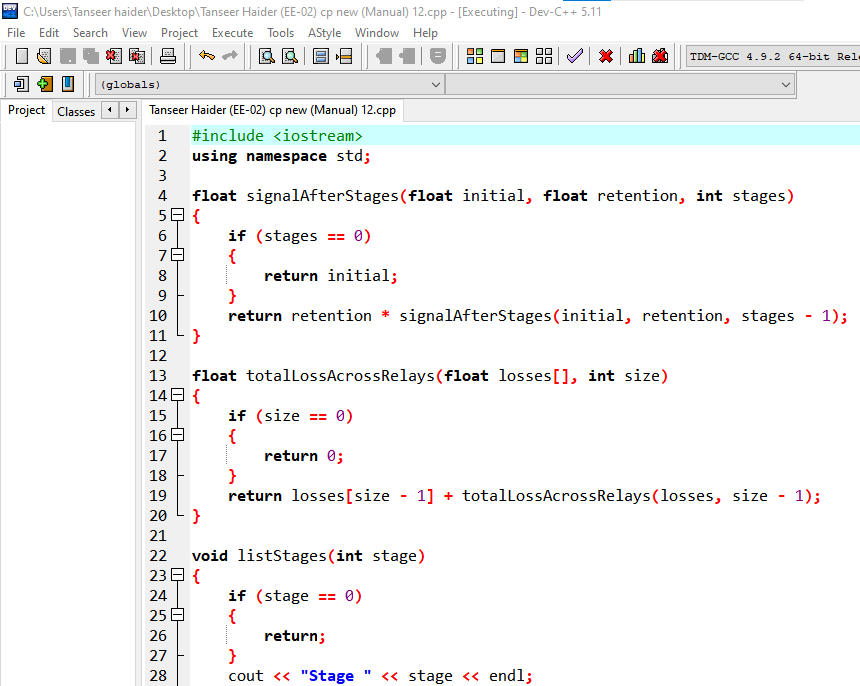 C:\Users\Tanseer haider\Desktop\Tanseer Haider (EE-02) cp new (Manual) 12.cpp - [Executing] - Dev-C++ 5.11
File Edit Search View Project Execute Tools AStyle Window Help
TDM-GCC 4.9.2 64-bit Rele
(globals)
Project Classes Tanseer Haider (EE-02) cp new (Manual) 12.cpp
1 #include <iostream>
2 using namespace std;
3
4 float signalAfterStages(float initial, float retention, int stages)
5 {
6 if (stages == 0)
7 {
8 return initial;
9 }
10 return retention * signalAfterStages(initial, retention, stages - 1);
11 }
12
13 float totalLossAcrossRelays(float losses[], int size)
14 {
15 if (size == 0)
16 {
17 return 0;
18 }
19 return losses[size - 1] + totalLossAcrossRelays(losses, size - 1);
20 }
21
22 void listStages(int stage)
23 {
24 if (stage == 0)
25 {
26 return;
27 }
28 cout << "Stage " << stage << endl;